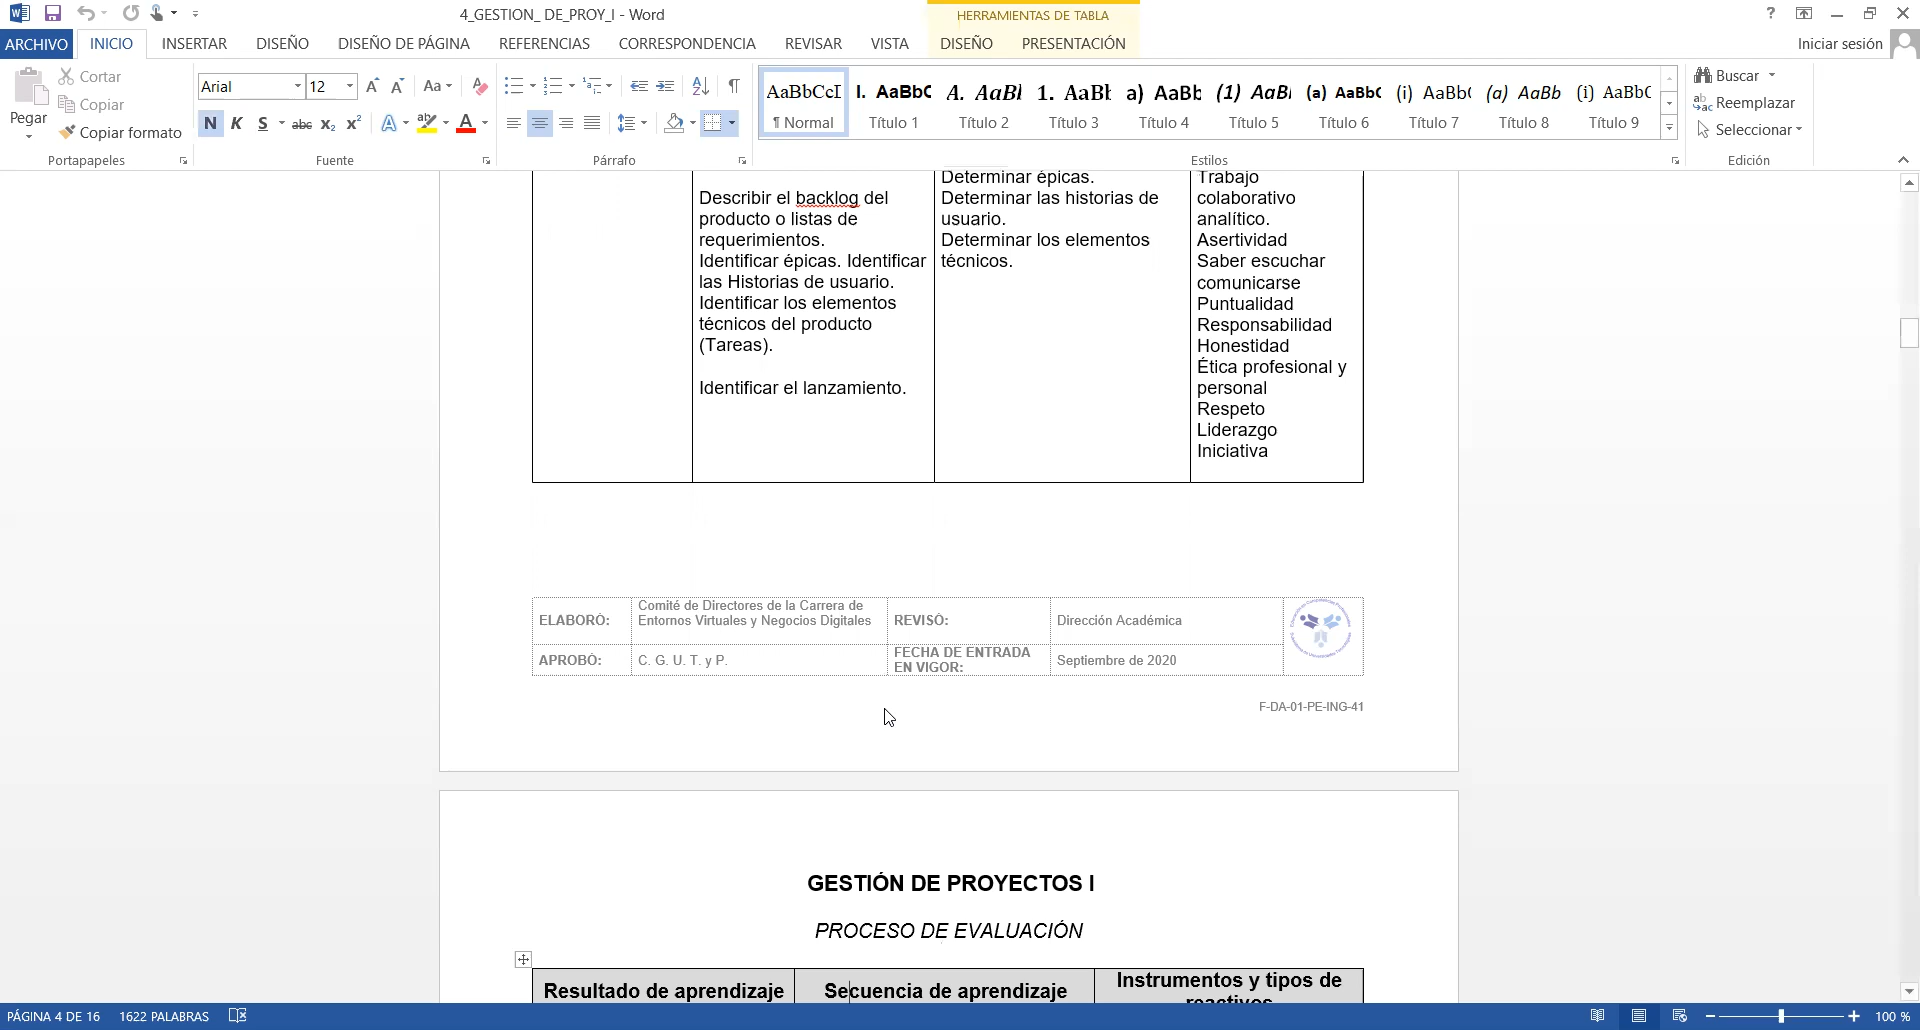 4_GESTION_ DE_PROY_I - Word
HERRAMIENTAS DE TABLA
?
ARCHIVO INICIO INSERTAR DISEÑO DISEÑO DE PÁGINA REFERENCIAS CORRESPONDENCIA REVISAR VISTA DISEÑO PRESENTACIÓN Iniciar sesión
Pegar
Cortar
Copiar
Copiar formato
Portapapeles
Arial 12
Aa
N K S abc x₂ x² A ab A
Fuente
Párrafo
AaBbCcI I. AaBbC A. AaBl 1. AaBl a) AaBb (1) AaBl (a) AaBbC (i) AaBb( (a) AaBb (i) AaBbC
¶ Normal Título 1 Título 2 Título 3 Título 4 Título 5 Título 6 Título 7 Título 8 Título 9
Estilos
Buscar
Reemplazar
Seleccionar
Edición
Describir el backlog del
producto o listas de
requerimientos.
Identificar épicas. Identificar
las Historias de usuario.
Identificar los elementos
técnicos del producto
(Tareas).
Identificar el lanzamiento.
Determinar épicas.
Determinar las historias de
usuario.
Determinar los elementos
técnicos.
Trabajo
colaborativo
analítico.
Asertividad
Saber escuchar
comunicarse
Puntualidad
Responsabilidad
Honestidad
Ética profesional y
personal
Respeto
Liderazgo
Iniciativa
ELABORÓ:
Comité de Directores de la Carrera de
Entornos Virtuales y Negocios Digitales
REVISÓ:
Dirección Académica
APROBÓ:
C. G. U. T. y P.
FECHA DE ENTRADA
EN VIGOR:
Septiembre de 2020
F-DA-01-PE-ING-41
GESTIÓN DE PROYECTOS I
PROCESO DE EVALUACIÓN
Resultado de aprendizaje
Secuencia de aprendizaje
Instrumentos y tipos de
reactivos
PÁGINA 4 DE 16 1622 PALABRAS
100 %